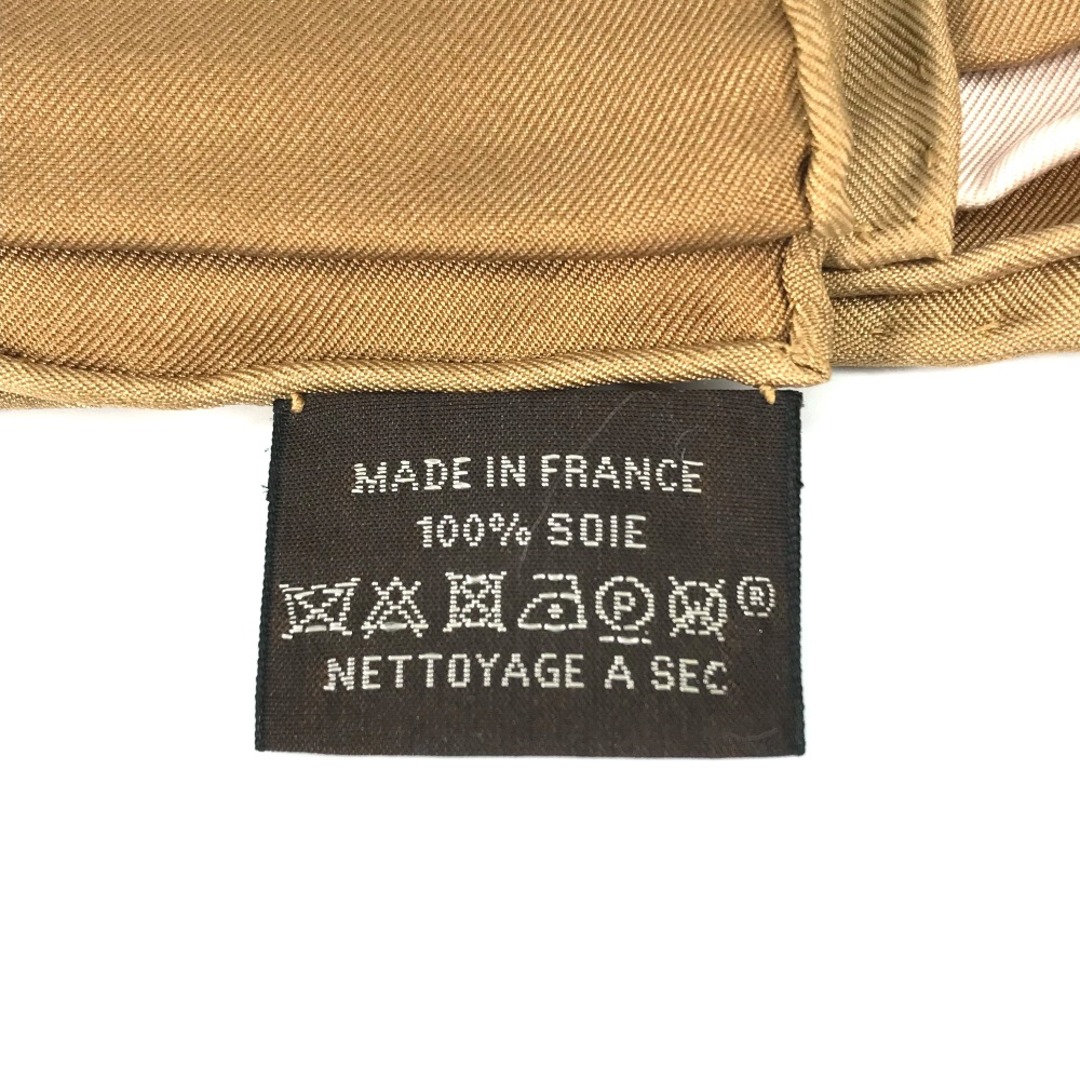 MADE IN FRANCE
100% SOIE
P W ®
NETTOYAGE A SEC